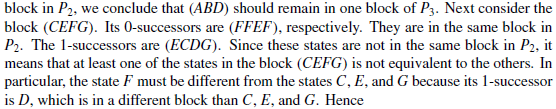 block in P2, we conclude that (ABD) should remain in one block of P3. Next consider the
block (CEFG). Its 0-successors are (FFEF), respectively. They are in the same block in
P2. The 1-successors are (ECDG). Since these states are not in the same block in P2, it
means that at least one of the states in the block (CEFG) is not equivalent to the others. In
particular, the state F must be different from the states C, E, and G because its 1-successor
is D, which is in a different block than C, E, and G. Hence